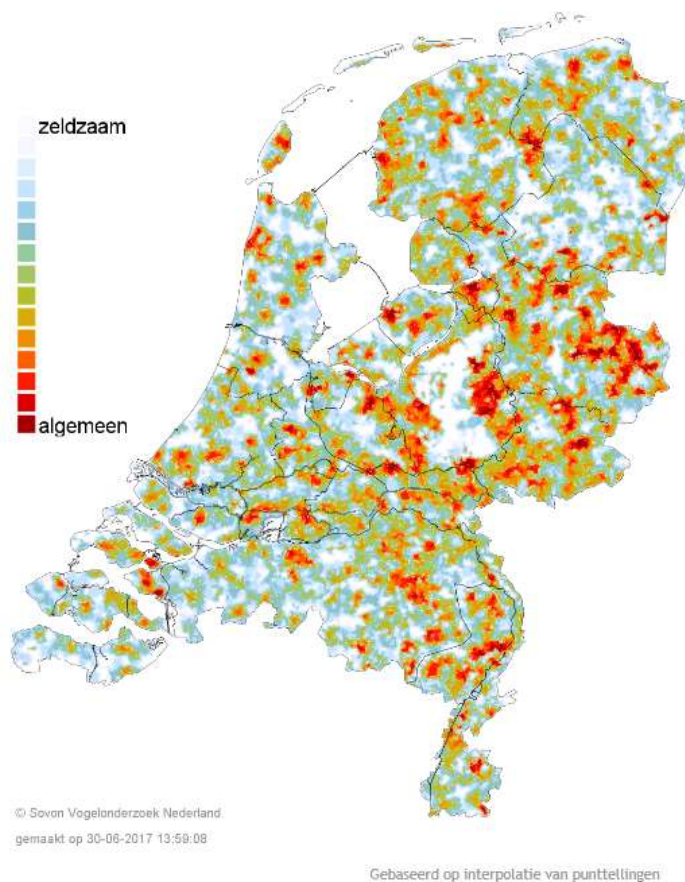 zeldzaam
algemeen
© Sovon Vogelonderzoek Nederland
gemaakt op 30-06-2017 13:59:08
Gebaseerd op interpolatie van punttellingen